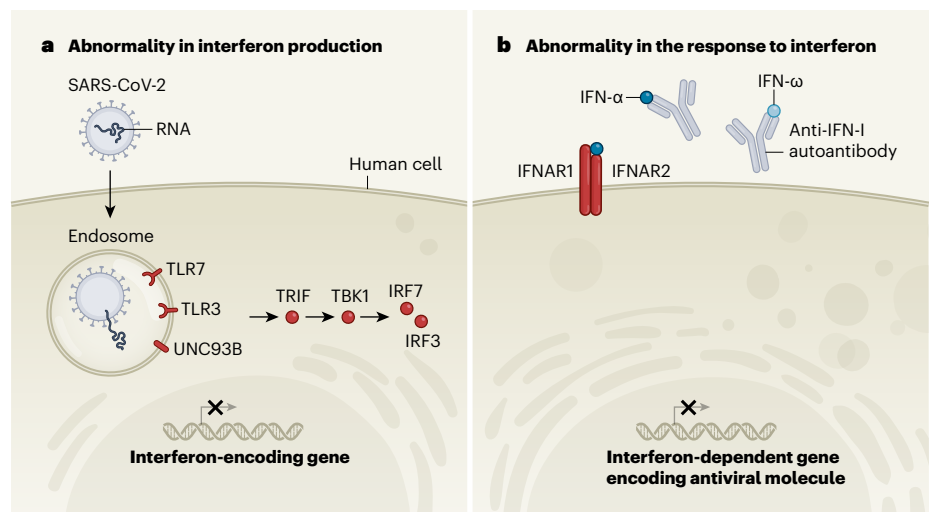 a Abnormality in interferon production
SARS-CoV-2
RNA
Human cell
Endosome
TLR7
TLR3
UNC93B
TRIF
TBK1
IRF7
IRF3
Interferon-encoding gene
b Abnormality in the response to interferon
IFN-α
IFN-ω
Anti-IFN-I
autoantibody
IFNAR1
IFNAR2
Interferon-dependent gene
encoding antiviral molecule